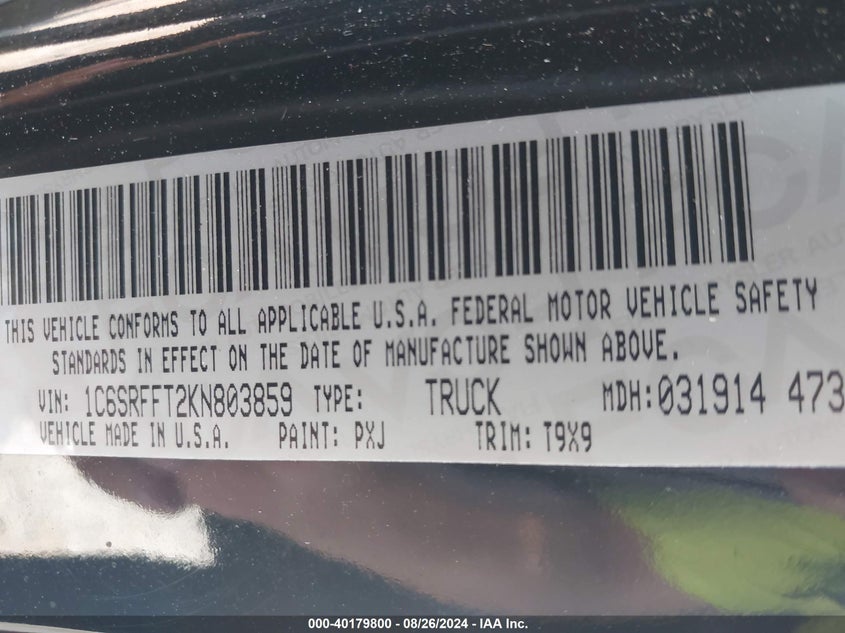 THIS VEHICLE CONFORMS TO ALL APPLICABLE U.S.A. FEDERAL MOTOR VEHICLE SAFETY
STANDARDS IN EFFECT ON THE DATE OF MANUFACTURE SHOWN ABOVE.
VIN: 1C6SRFFT2KN803859 TYPE: TRUCK MDH:031914 473
VEHICLE MADE IN U.S.A. PAINT: PXJ TRIM: T9X9
000-40179800 - 08/26/2024 - IAA Inc.